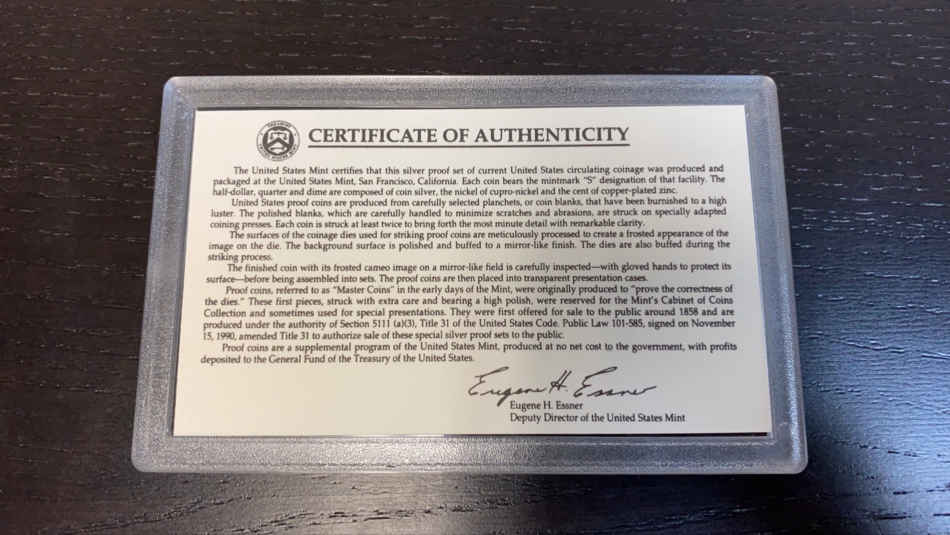 CERTIFICATE OF AUTHENTICITY
The United States Mint certifies that this silver proof set of current United States circulating coinage was produced and
packaged at the United States Mint, San Francisco, California. Each coin bears the mintmark “S” designation of that facility. The
half-dollar, quarter and dime are composed of coin silver, the nickel of cupro-nickel and the cent of copper-plated zinc.
United States proof coins are produced from carefully selected planchets, or coin blanks, that have been burnished to a high
luster. The polished blanks, which are carefully handled to minimize scratches and abrasions, are struck on specially adapted
coining presses. Each coin is struck at least twice to bring forth the most minute detail with remarkable clarity.
The surfaces of the coinage dies used for striking proof coins are meticulously processed to create a frosted appearance of the
image on the die. The background surface is polished and buffed to a mirror-like finish. The dies are also buffed during the
striking process.
The finished coin with its frosted cameo image on a mirror-like field is carefully inspected—with gloved hands to protect its
surface—before being assembled into sets. The proof coins are then placed into transparent presentation cases.
Proof coins, referred to as “Master Coins” in the early days of the Mint, were originally produced to “prove the correctness of
the dies.” These first pieces, struck with extra care and bearing a high polish, were reserved for the Mint's Cabinet of Coins
Collection and sometimes used for special presentations. They were first offered for sale to the public around 1858 and are
produced under the authority of Section 5111 (a)(3), Title 31 of the United States Code. Public Law 101-585, signed on November
15, 1990, amended Title 31 to authorize sale of these special silver proof sets to the public.
Proof coins are a supplemental program of the United States Mint, produced at no net cost to the government, with profits
deposited to the General Fund of the Treasury of the United States.
Eugene H. Essner
Eugene H. Essner
Deputy Director of the United States Mint